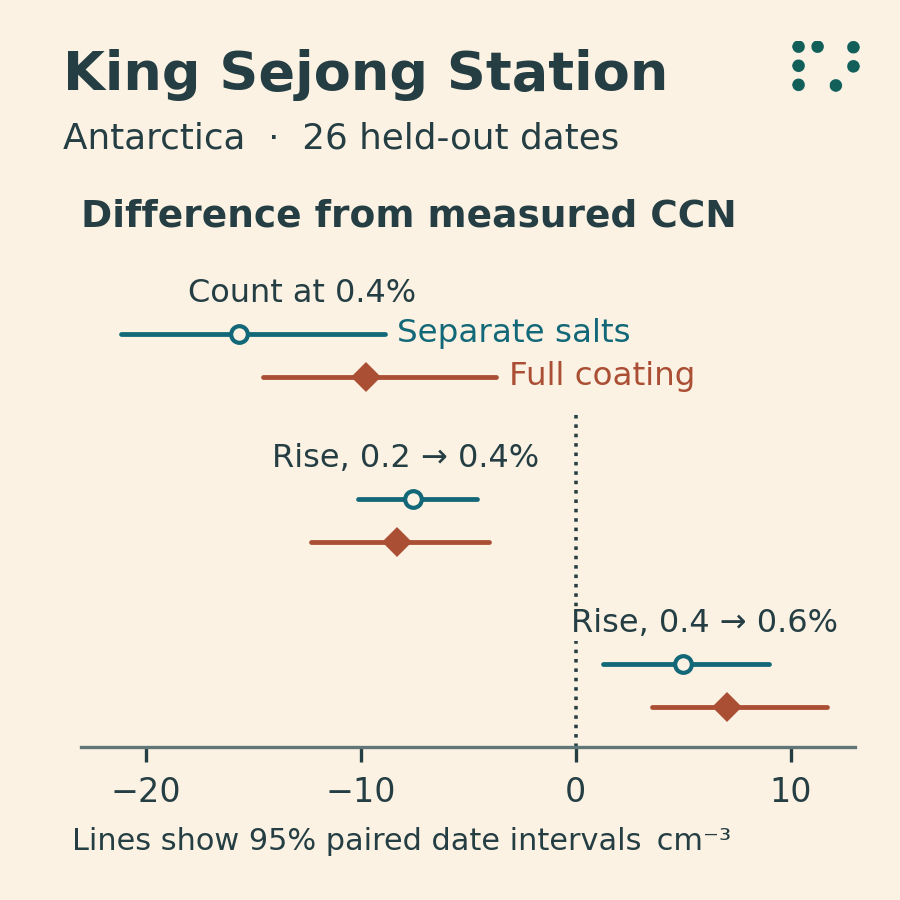 King Sejong Station
Antarctica · 26 held-out dates
Difference from measured CCN
Count at 0.4%
Separate salts
Full coating
Rise, 0.2 → 0.4%
Rise, 0.4 → 0.6%
−20 −10 0 10
Lines show 95% paired date intervals cm⁻³